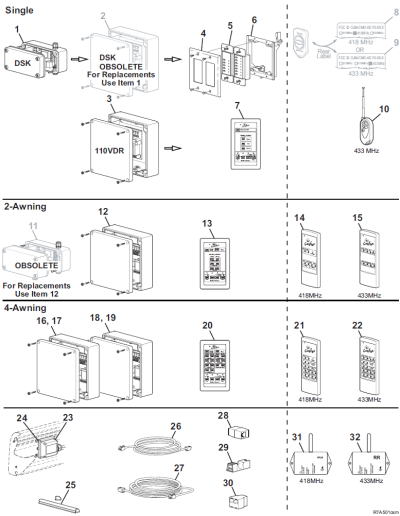 Single
1
DSK
2
DSK
OBSOLETE
For Replacements
Use Item 1
3
110VDR
4
5
6
7
8
Rear
Label
418 MHz
OR
9
433 MHz
10
433 MHz
2-Awning
11
OBSOLETE
For Replacements
Use Item 12
12
13
14
418MHz
15
433MHz
4-Awning
16, 17
18, 19
20
21
418MHz
22
433MHz
24
23
25
26
27
28
29
30
31
418MHz
32
RR
433MHz